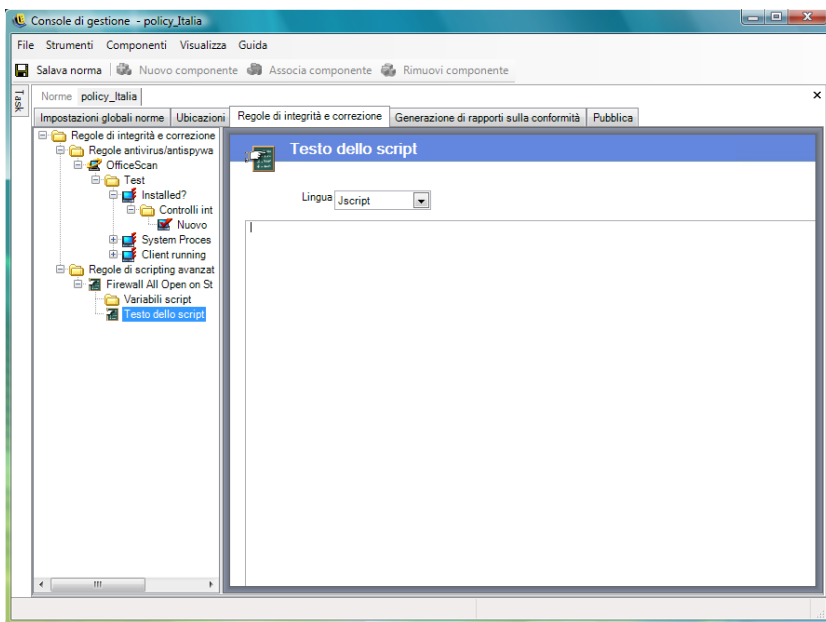 Console di gestione - policy_Italia
File Strumenti Componenti Visualizza Guida
Salava norma Nuovo componente Associa componente Rimuovi componente
Task
Norme policy_Italia
Impostazioni globali norme Ubicazioni Regole di integrità e correzione Generazione di rapporti sulla conformità Pubblica
Regole di integrità e correzione
Regole antivirus/antispywa
OfficeScan
Test
Installed?
Controlli int
Nuovo
System Proces
Client running
Regole di scripting avanzat
Firewall All Open on St
Variabili script
Testo dello script
Testo dello script
Lingua Jscript